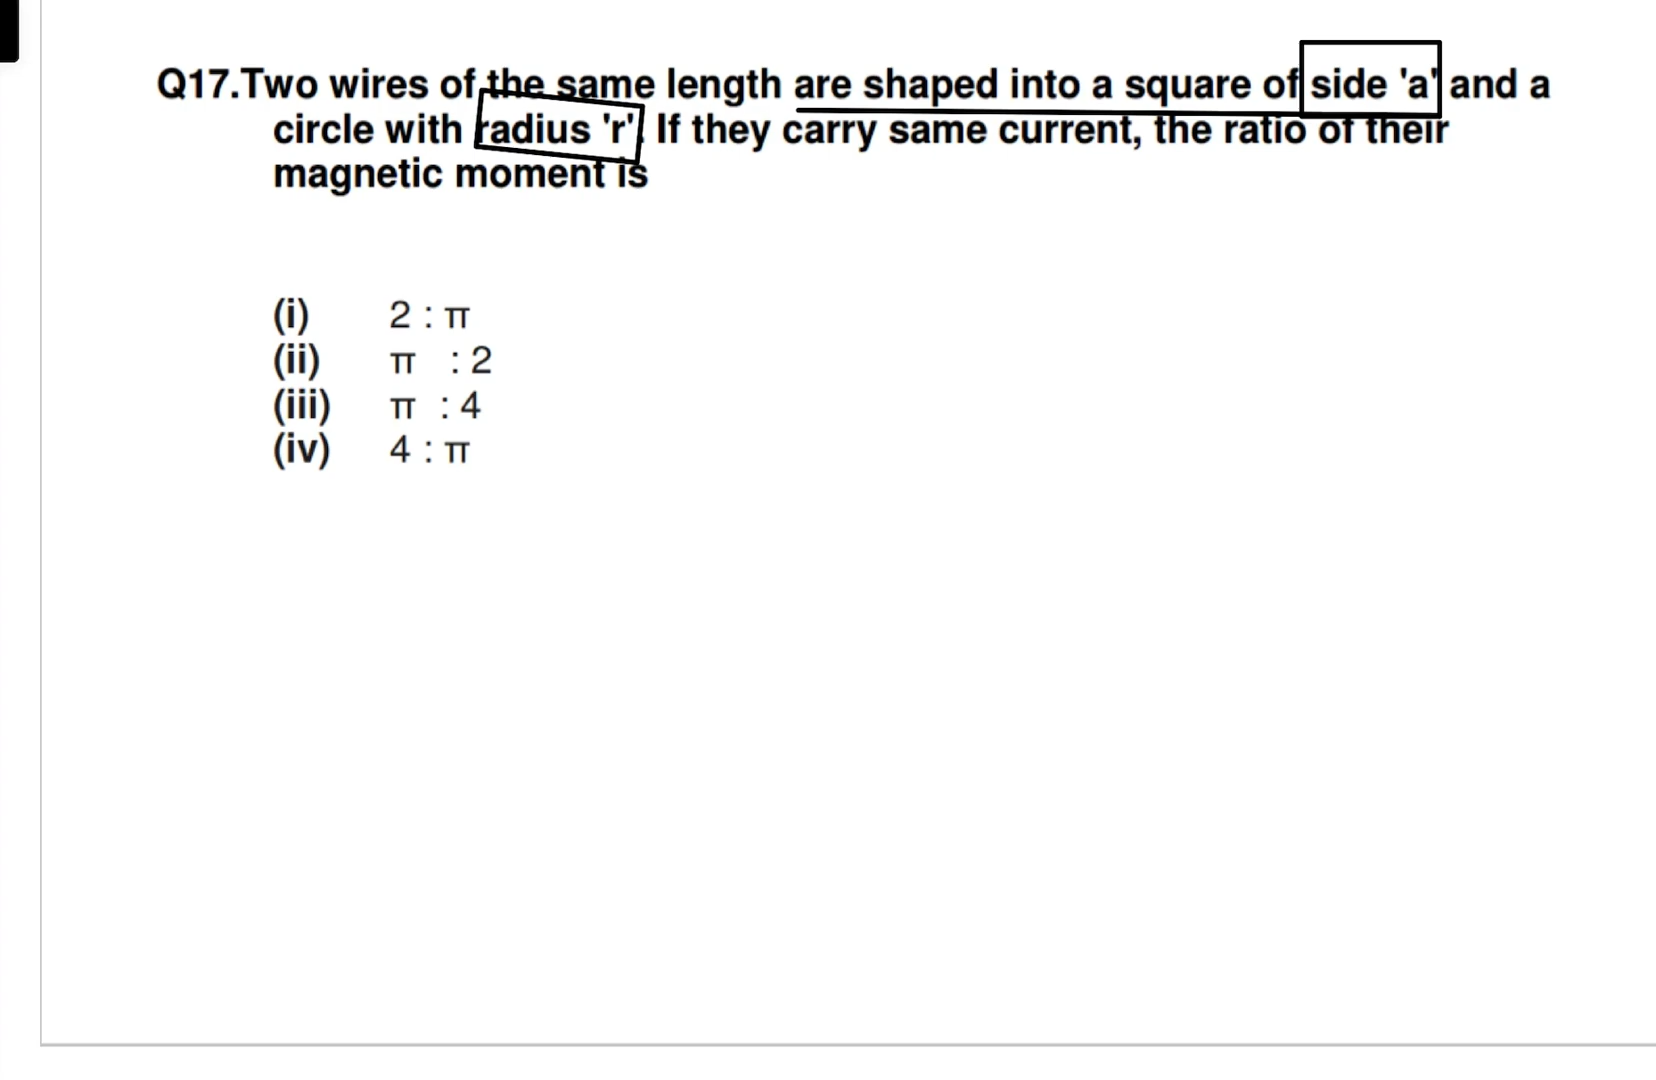 Q17.Two wires of the same length are shaped into a square of side 'a' and a
circle with radius 'r'. If they carry same current, the ratio of their
magnetic moment is
(i) 2 : π
(ii) π : 2
(iii) π : 4
(iv) 4 : π